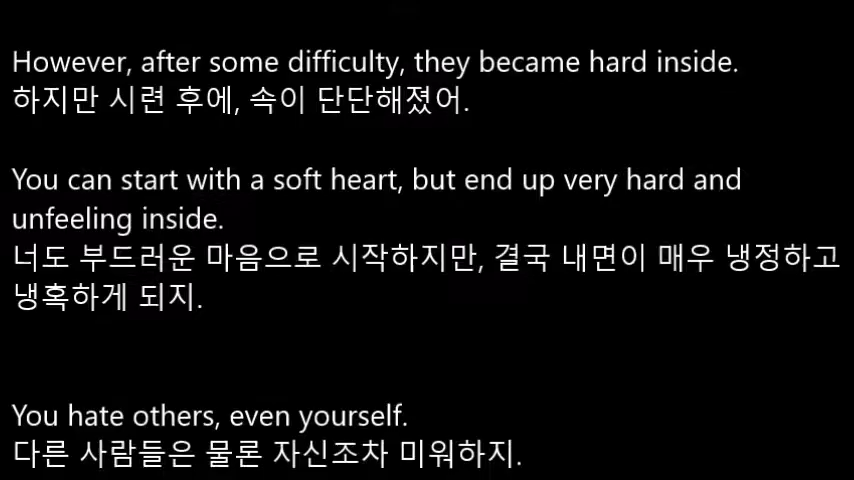 However, after some difficulty, they became hard inside.
하지만 시련 후에, 속이 단단해졌어.
You can start with a soft heart, but end up very hard and
unfeeling inside.
너도 부드러운 마음으로 시작하지만, 결국 내면이 매우 냉정하고
냉혹하게 되지.
You hate others, even yourself.
다른 사람들은 물론 자신조차 미워하지.